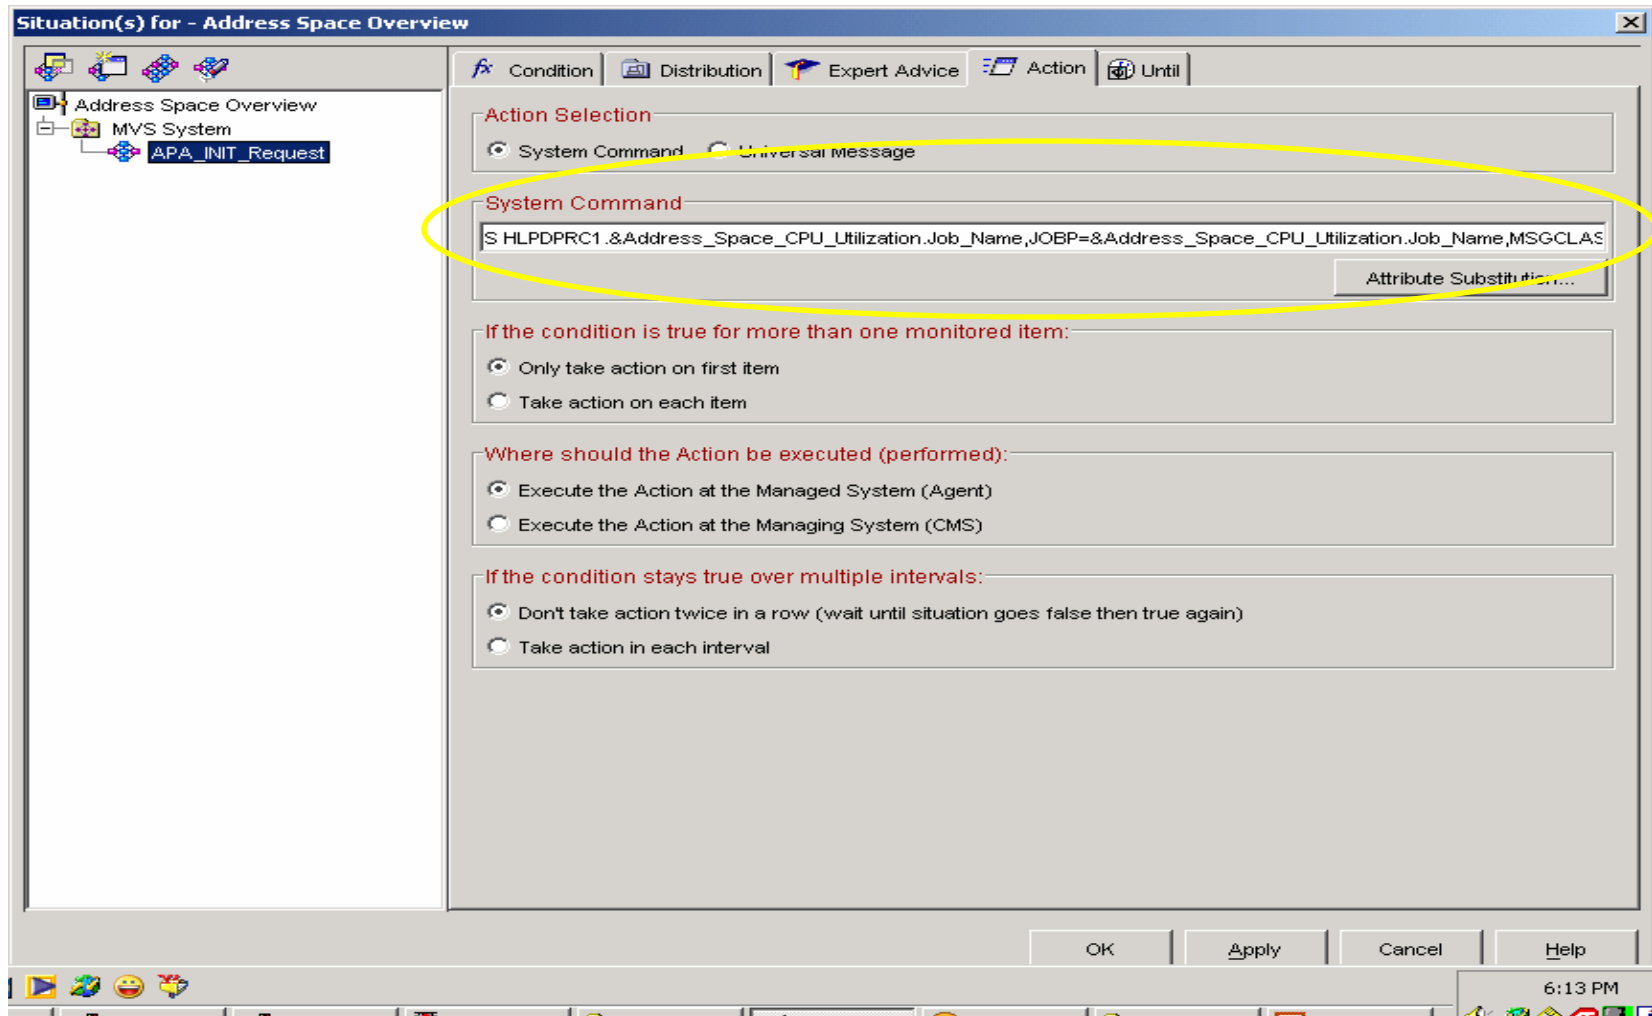 Situation(s) for - Address Space Overview
Condition Distribution Expert Advice Action Until
Address Space Overview
MVS System
APA_INIT_Request
Action Selection
System Command Universal Message
System Command
S HLPDPRC1.&Address_Space_CPU_Utilization.Job_Name,JOBP=&Address_Space_CPU_Utilization.Job_Name,MSGCLAS
Attribute Substitution...
If the condition is true for more than one monitored item:
Only take action on first item
Take action on each item
Where should the Action be executed (performed):
Execute the Action at the Managed System (Agent)
Execute the Action at the Managing System (CMS)
If the condition stays true over multiple intervals:
Don't take action twice in a row (wait until situation goes false then true again)
Take action in each interval
OK Apply Cancel Help
6:13 PM